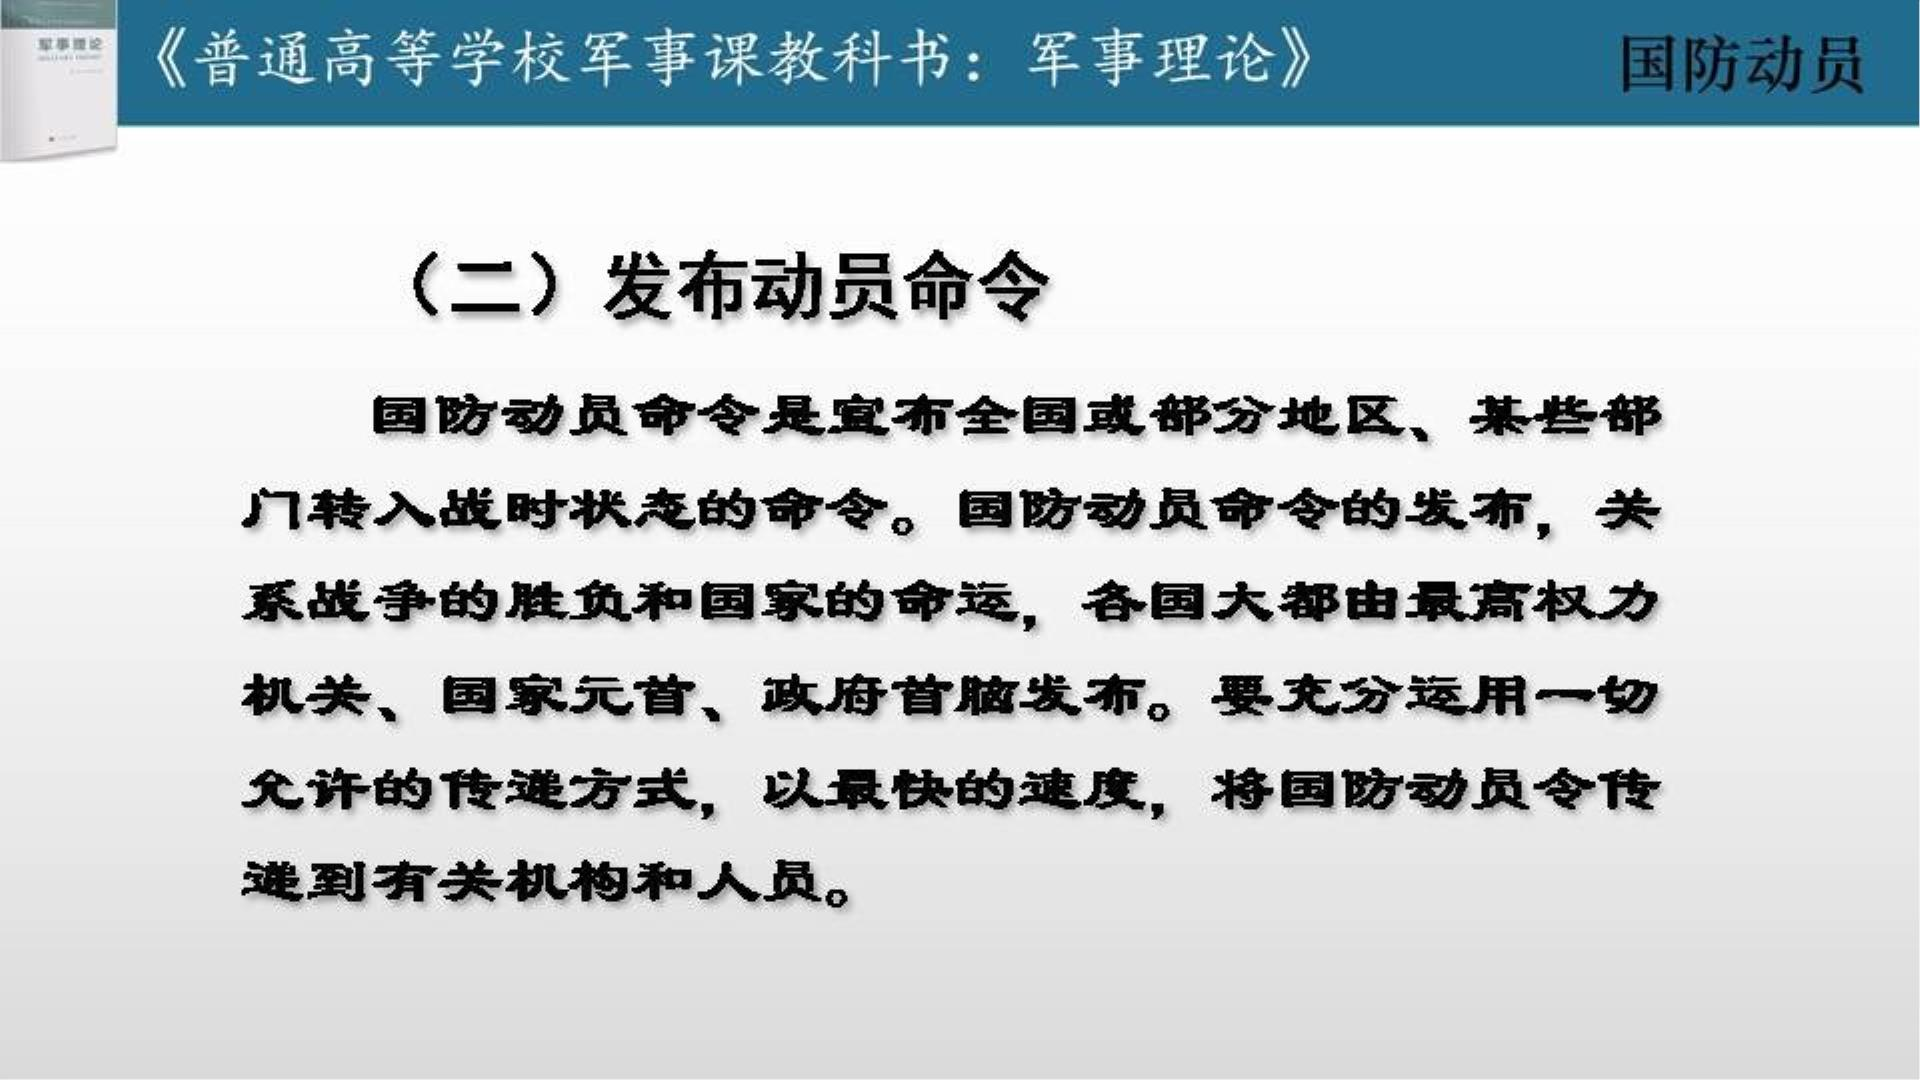 军事理论
《普通高等学校军事课教科书：军事理论》
国防动员
（二）发布动员命令
国防动员命令是宣布全国或部分地区、某些部
门转入战时状态的命令。国防动员命令的发布，关
系战争的胜负和国家的命运，各国大都由最高权力
机关、国家元首、政府首脑发布。要充分运用一切
允许的传递方式，以最快的速度，将国防动员令传
递到有关机构和人员。